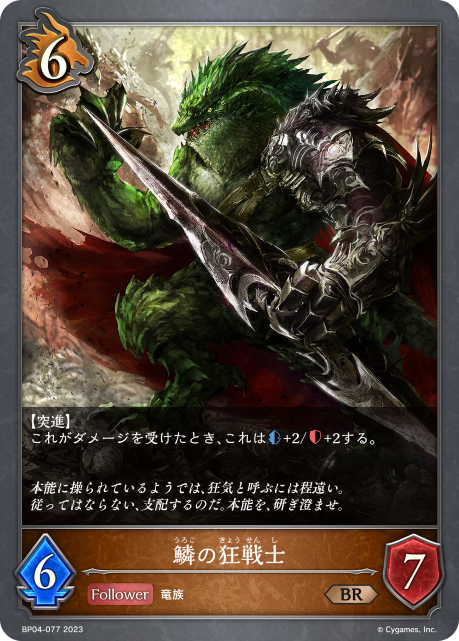 6
【突進】
これがダメージを受けたとき、これは+2/+2する。
本能に操られているようでは、狂気と呼ぶには程遠い。
従ってはならない、支配するのだ。本能を、研ぎ澄ませ。
うろこ きょう せん し
鱗の狂戦士
6
7
Follower 竜族
BR
BP04-077 2023
© Cygames, Inc.